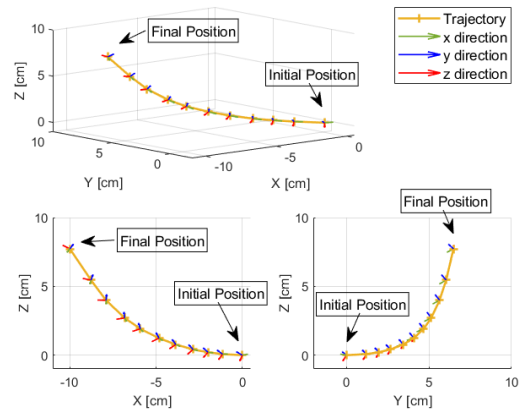 Final Position
Initial Position
Trajectory
x direction
y direction
z direction
10
5
0
Z [cm]
10
5
0
Y [cm]
-10
-5
0
X [cm]
10
5
0
Z [cm]
Final Position
Initial Position
-10
-5
0
X [cm]
Final Position
10
5
0
Z [cm]
Initial Position
0
5
10
Y [cm]